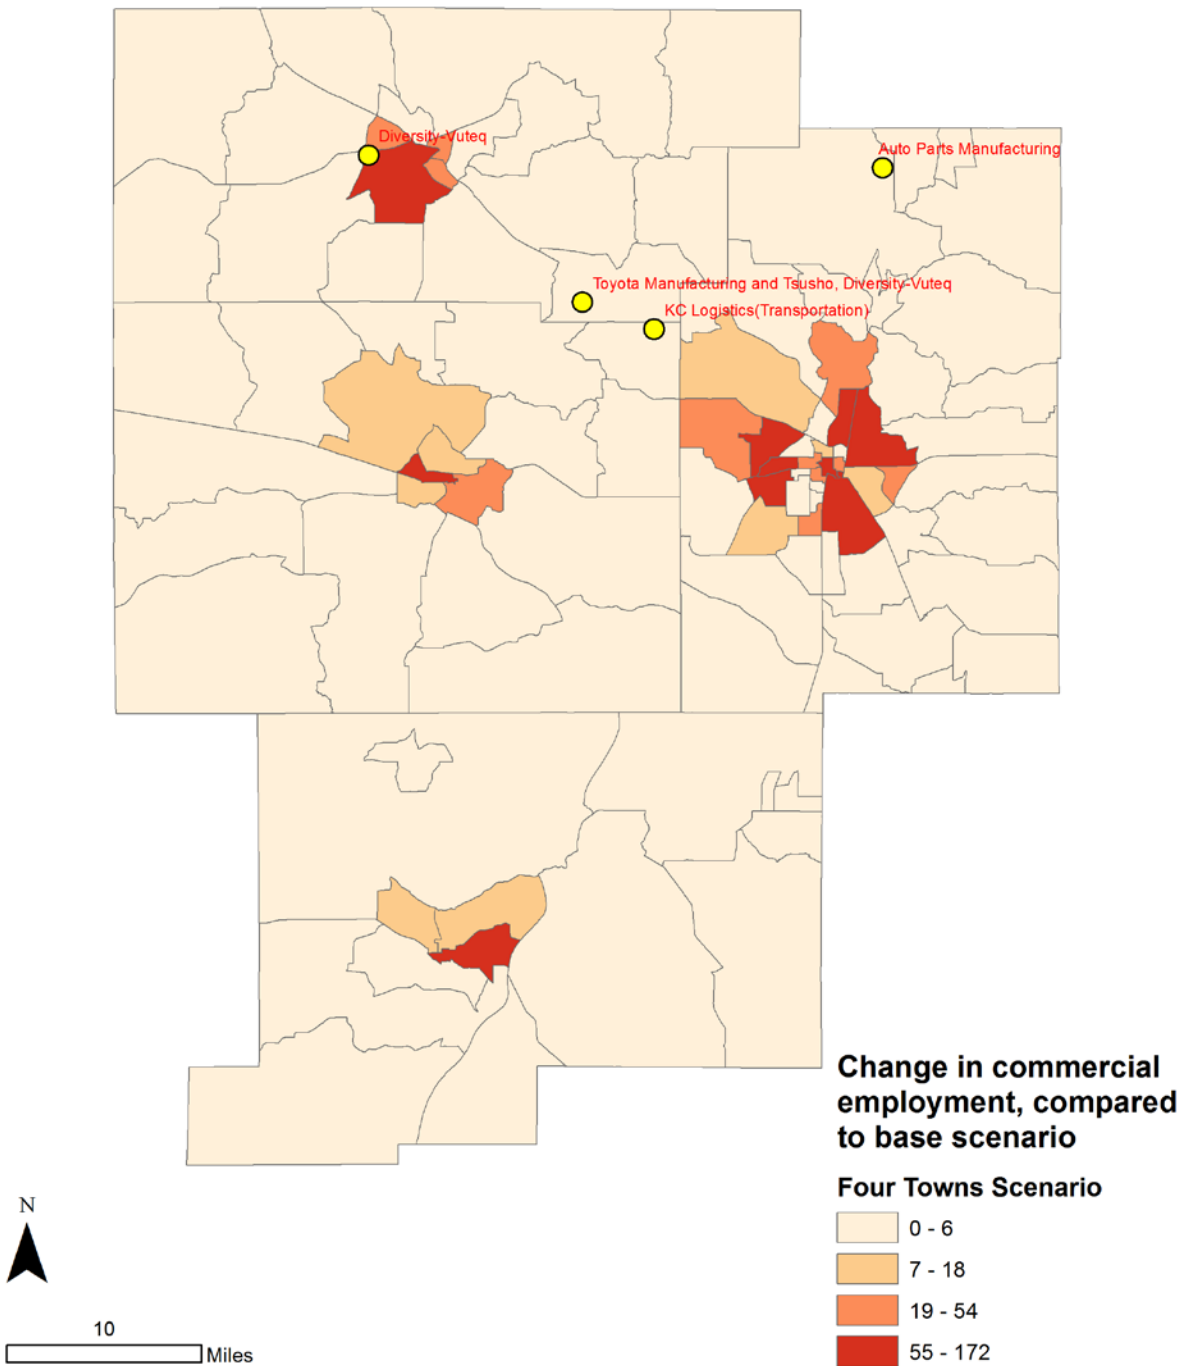 Diversity-Vuteq
Auto Parts Manufacturing
Toyota Manufacturing and Tsusho, Diversity-Vuteq
KC Logistics(Transportation)
Change in commercial
employment, compared
to base scenario
Four Towns Scenario
0 - 6
7 - 18
19 - 54
55 - 172
N
10
Miles